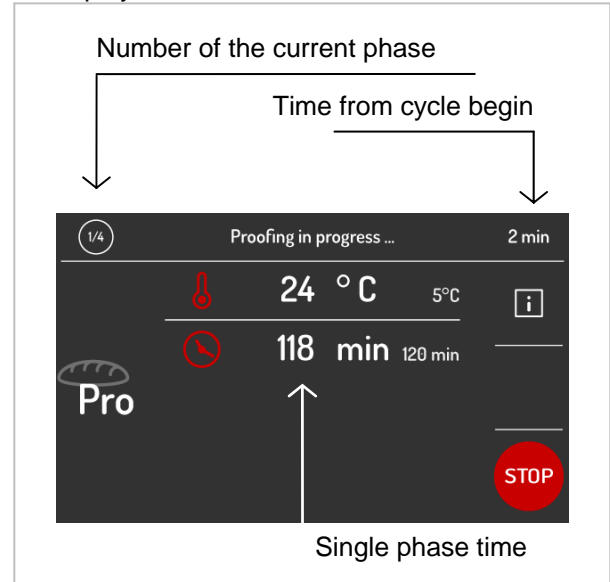 Number of the current phase
Time from cycle begin
1/4 Proofing in progress ... 2 min
24 °C 5°C
i
118 min 120 min
Pro
STOP
Single phase time